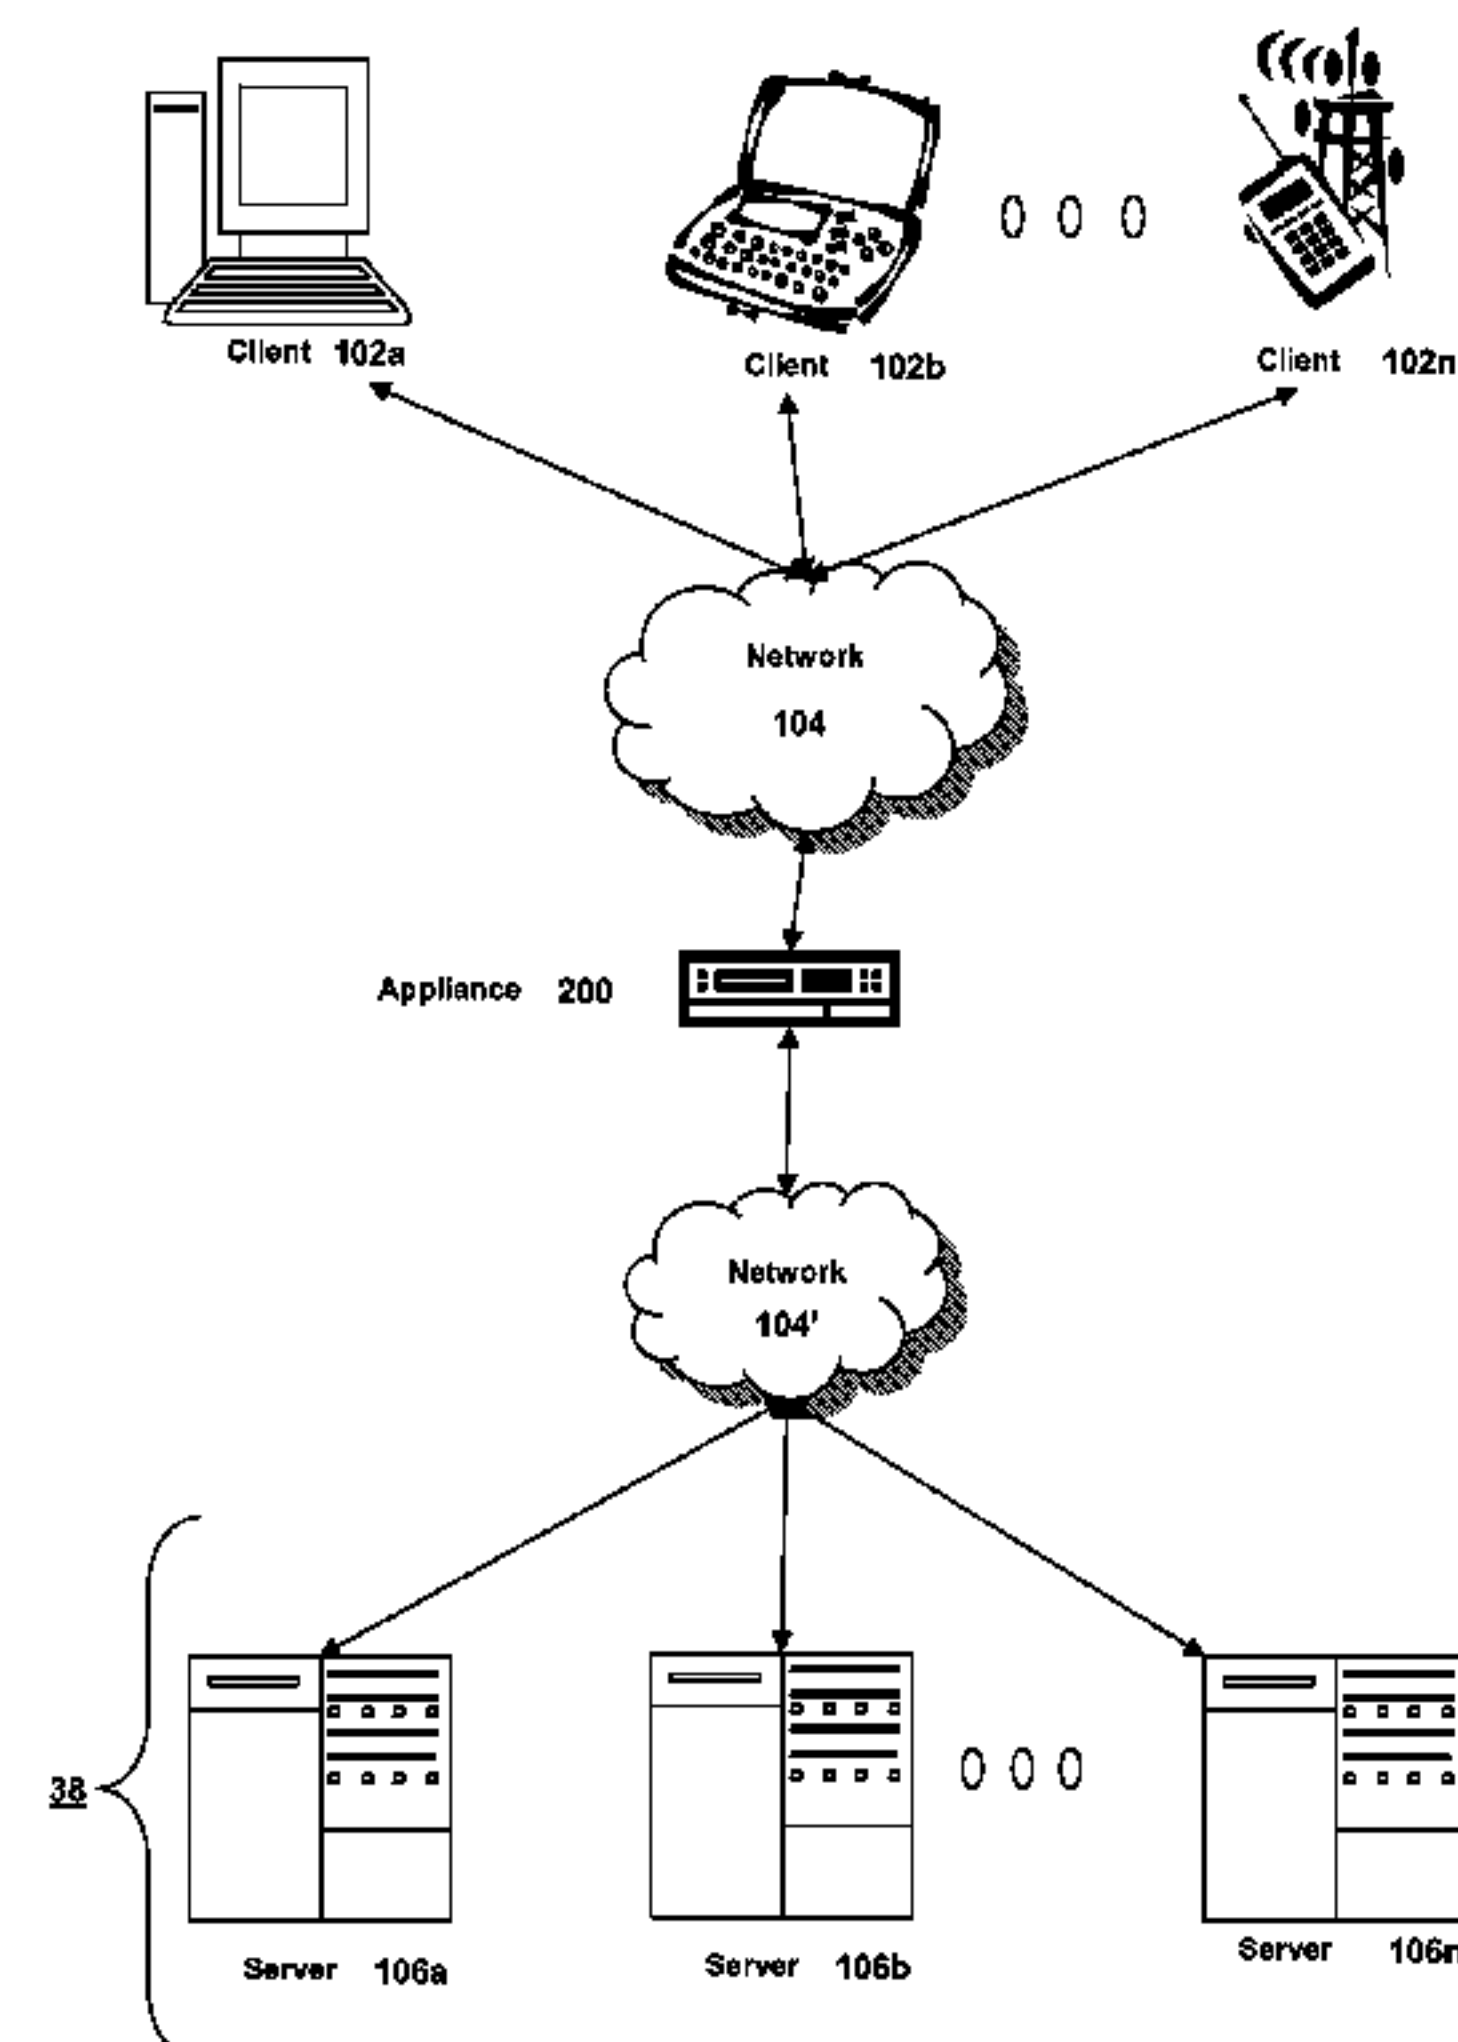 Client 102a
Client 102b
Client 102n
Network
104
Appliance 200
Network
104'
38
Server 106a
Server 106b
Server 106n